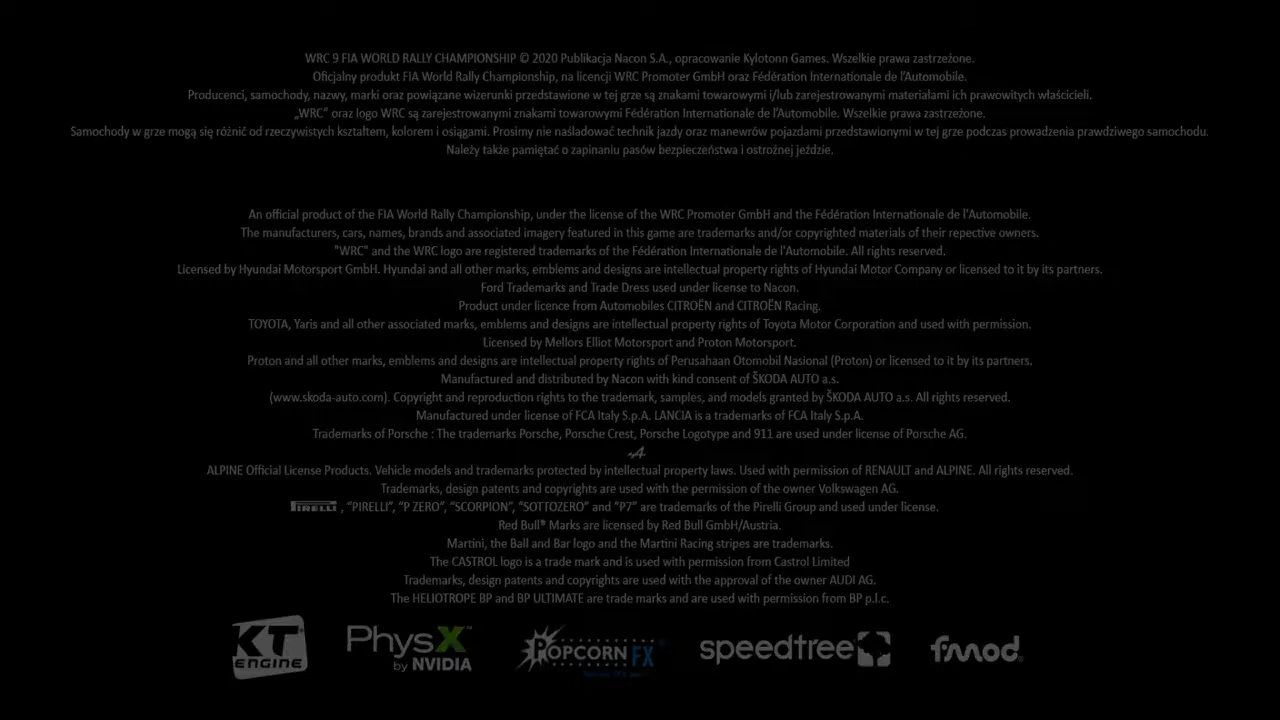 WRC 9 FIA WORLD RALLY CHAMPIONSHIP © 2020 Publikacja Nacon S.A., opracowanie Kylotonn Games. Wszelkie prawa zastrzeżone.
Oficjalny produkt FIA World Rally Championship, na licencji WRC Promoter GmbH oraz Fédération Internationale de l'Automobile.
Producenci, samochody, nazwy, marki oraz powiązane wizerunki przedstawione w tej grze są znakami towarowymi i/lub zarejestrowanymi materiałami ich prawowitych właścicieli.
„WRC" oraz logo WRC są zarejestrowanymi znakami towarowymi Fédération Internationale de l'Automobile. Wszelkie prawa zastrzeżone.
Samochody w grze mogą się różnić od rzeczywistych kształtem, kolorem i osiągami. Prosimy nie naśladować technik jazdy oraz manewrów pojazdami przedstawionymi w tej grze podczas prowadzenia prawdziwego samochodu.
Należy także pamiętać o zapinaniu pasów bezpieczeństwa i ostrożnej jeździe.
An official product of the FIA World Rally Championship, under the license of the WRC Promoter GmbH and the Fédération Internationale de l'Automobile.
The manufacturers, cars, names, brands and associated imagery featured in this game are trademarks and/or copyrighted materials of their repective owners.
"WRC" and the WRC logo are registered trademarks of the Fédération Internationale de l'Automobile. All rights reserved.
Licensed by Hyundai Motorsport GmbH. Hyundai and all other marks, emblems and designs are intellectual property rights of Hyundai Motor Company or licensed to it by its partners.
Ford Trademarks and Trade Dress used under license to Nacon.
Product under licence from Automobiles CITROËN and CITROËN Racing.
TOYOTA, Yaris and all other associated marks, emblems and designs are intellectual property rights of Toyota Motor Corporation and used with permission.
Licensed by Mellors Elliot Motorsport and Proton Motorsport.
Proton and all other marks, emblems and designs are intellectual property rights of Perusahaan Otomobil Nasional (Proton) or licensed to it by its partners.
Manufactured and distributed by Nacon with kind consent of ŠKODA AUTO a.s.
(www.skoda-auto.com). Copyright and reproduction rights to the trademark, samples, and models granted by ŠKODA AUTO a.s. All rights reserved.
Manufactured under license of FCA Italy S.p.A. LANCIA is a trademarks of FCA Italy S.p.A.
Trademarks of Porsche : The trademarks Porsche, Porsche Crest, Porsche Logotype and 911 are used under license of Porsche AG.
ALPINE Official License Products. Vehicle models and trademarks protected by intellectual property laws. Used with permission of RENAULT and ALPINE. All rights reserved.
Trademarks, design patents and copyrights are used with the permission of the owner Volkswagen AG.
PIRELLI , "PIRELLI", "P ZERO", "SCORPION", "SOTTOZERO" and "P7" are trademarks of the Pirelli Group and used under license.
Red Bull® Marks are licensed by Red Bull GmbH/Austria.
Martini, the Ball and Bar logo and the Martini Racing stripes are trademarks.
The CASTROL logo is a trade mark and is used with permission from Castrol Limited
Trademarks, design patents and copyrights are used with the approval of the owner AUDI AG.
The HELIOTROPE BP and BP ULTIMATE are trade marks and are used with permission from BP p.l.c.
KT ENGINE PhysX™ by NVIDIA POPCORN FX speedtree fmod